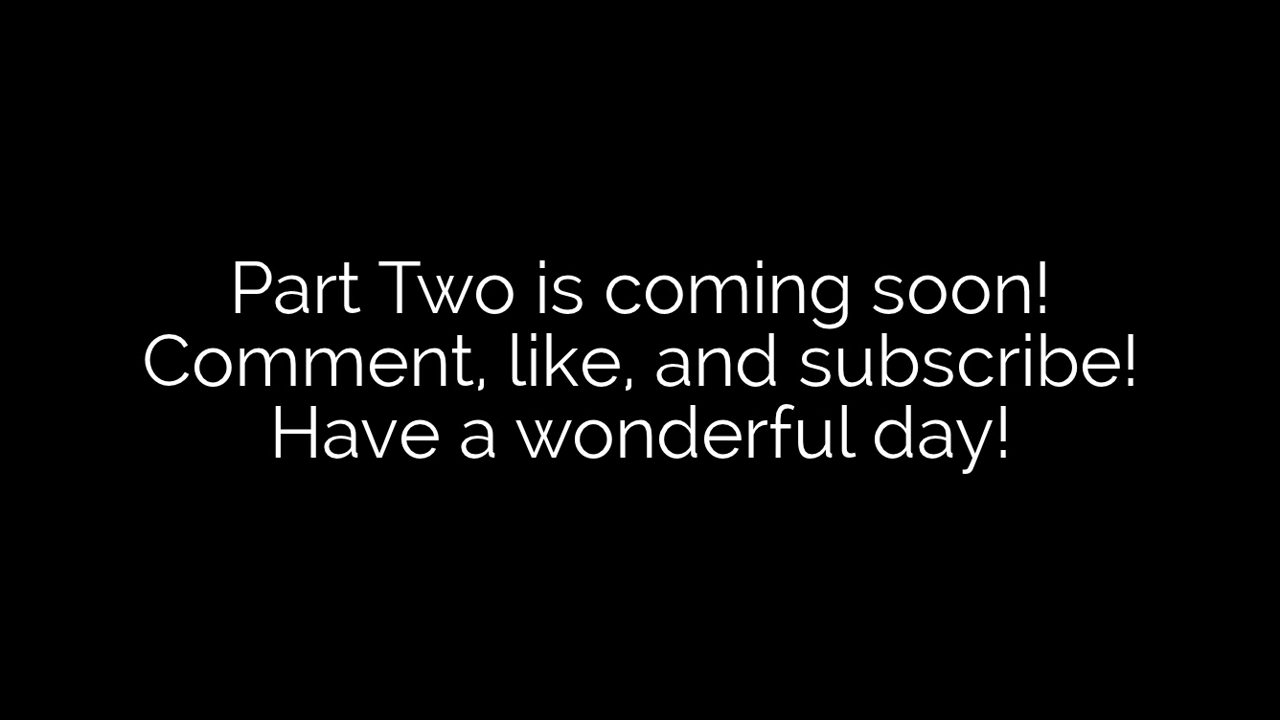 Part Two is coming soon!
Comment, like, and subscribe!
Have a wonderful day!